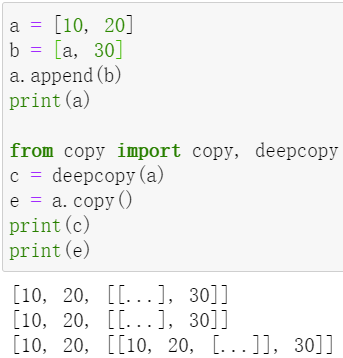 a = [10, 20]
b = [a, 30]
a.append(b)
print(a)
from copy import copy, deepcopy
c = deepcopy(a)
e = a.copy()
print(c)
print(e)
[10, 20, [[...], 30]]
[10, 20, [[...], 30]]
[10, 20, [[10, 20, [...]], 30]]